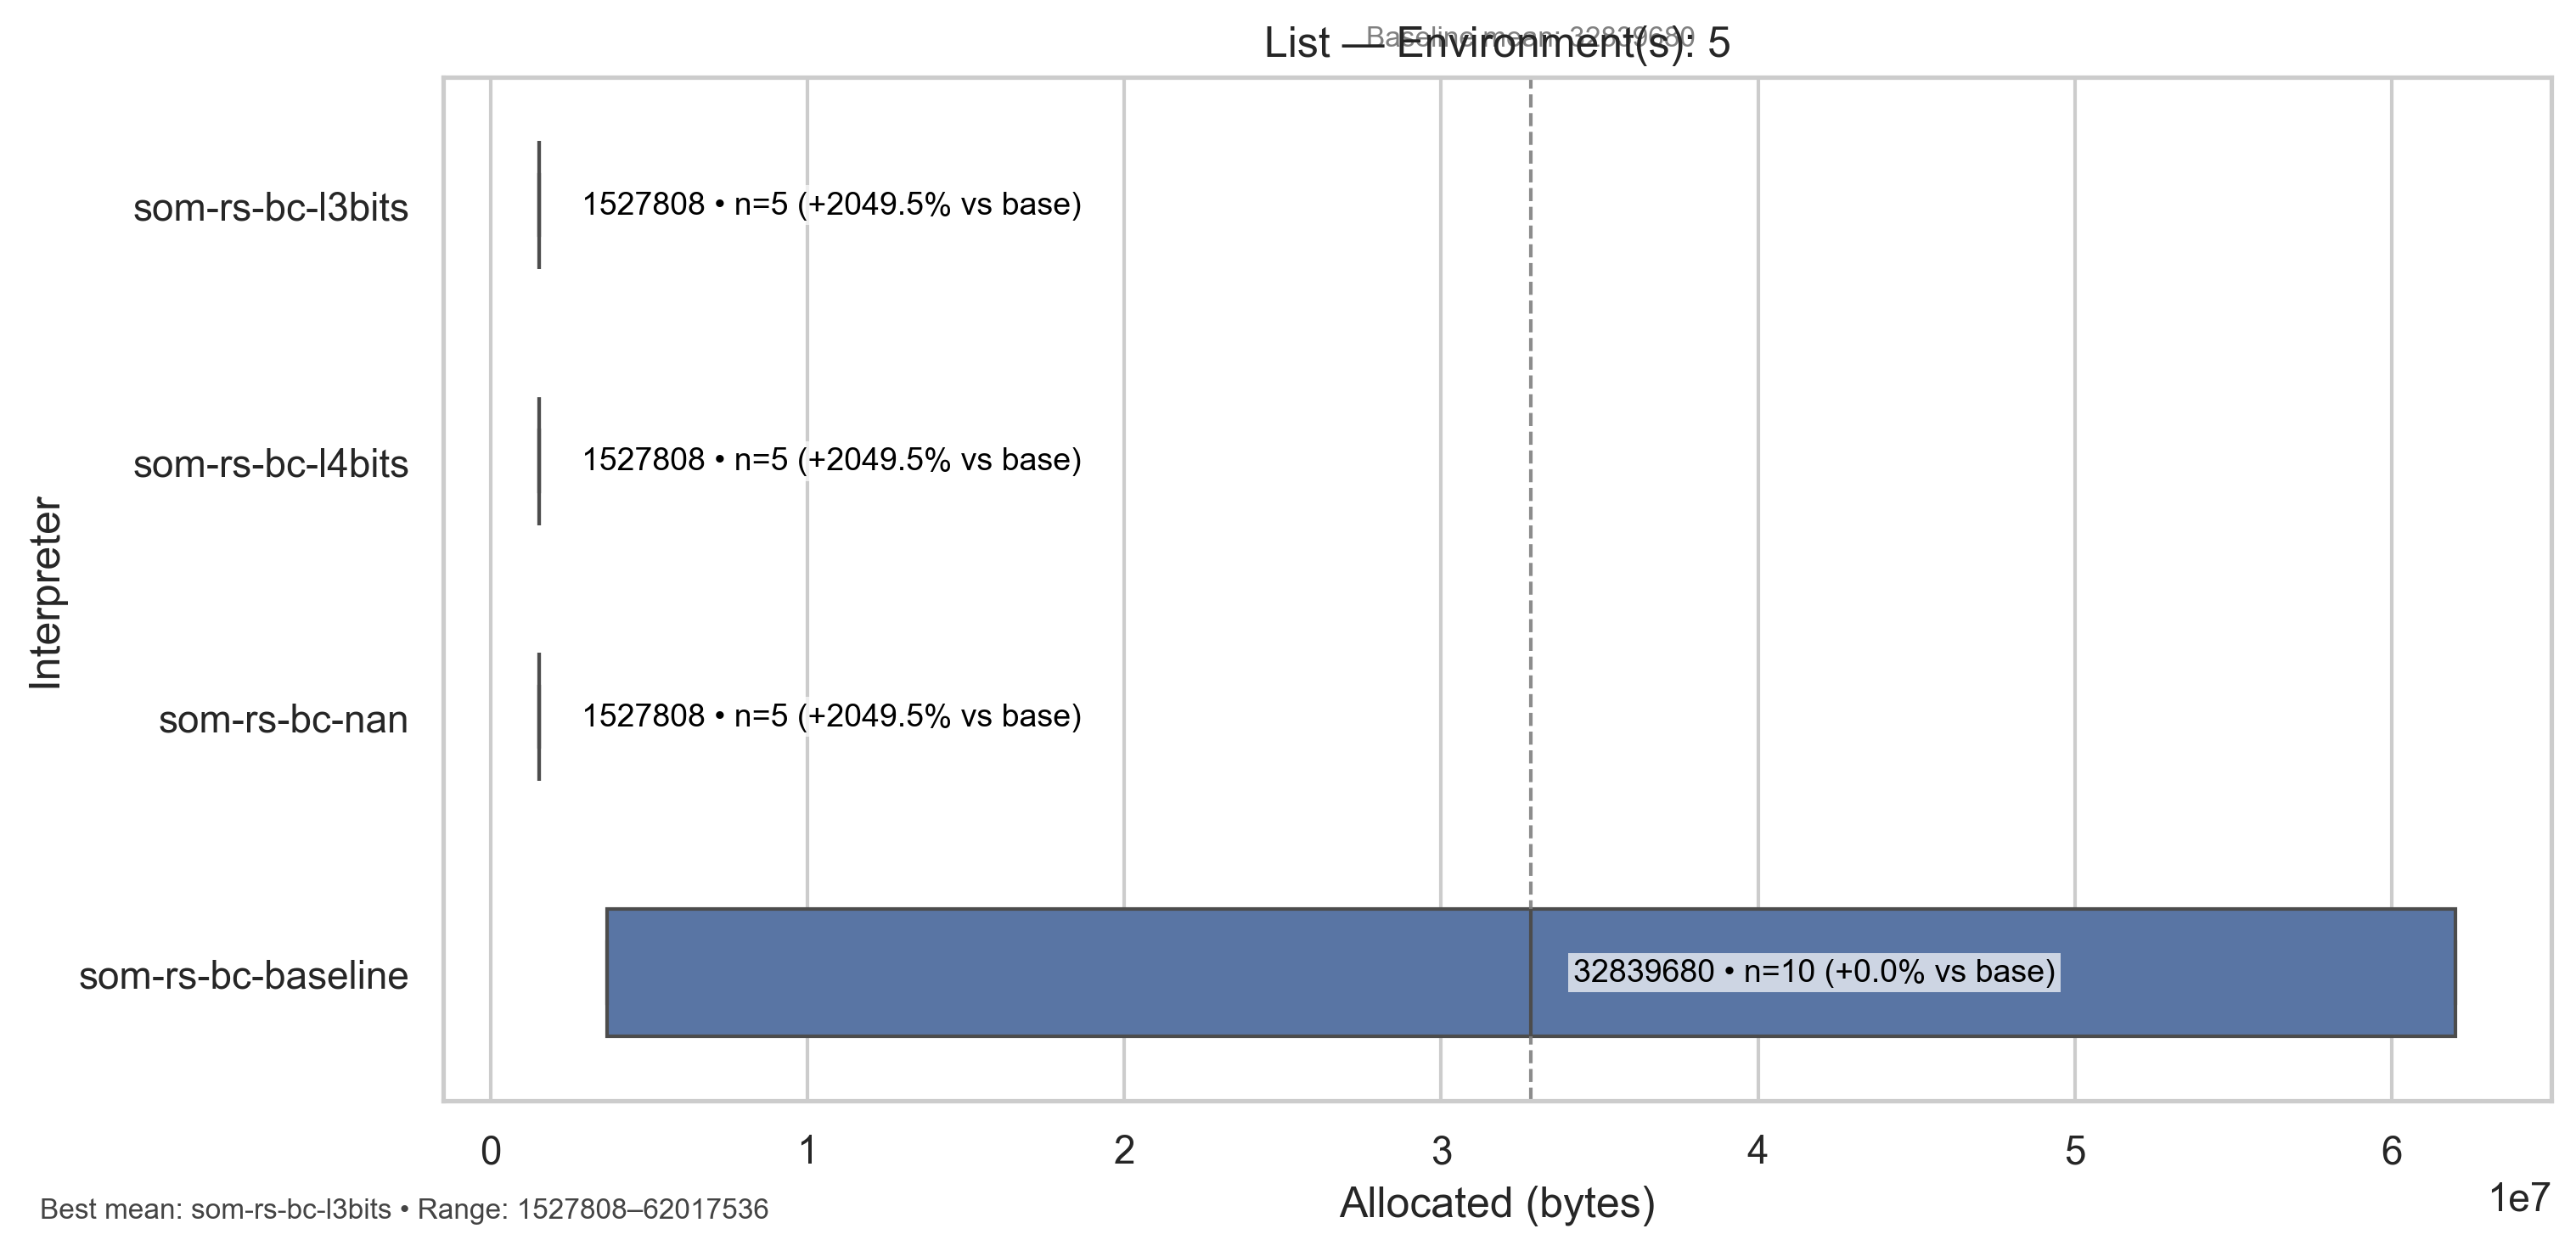 Baseline mean: 32839680
List — Environment(s): 5
som-rs-bc-l3bits
1527808 • n=5 (+2049.5% vs base)
som-rs-bc-l4bits
1527808 • n=5 (+2049.5% vs base)
Interpreter
som-rs-bc-nan
1527808 • n=5 (+2049.5% vs base)
som-rs-bc-baseline
32839680 • n=10 (+0.0% vs base)
0 1 2 3 4 5 6
1e7
Allocated (bytes)
Best mean: som-rs-bc-l3bits • Range: 1527808–62017536